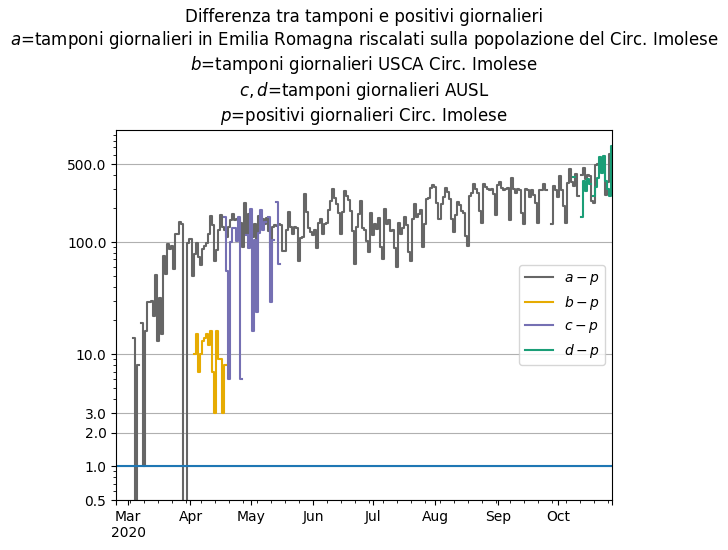 Differenza tra tamponi e positivi giornalieri
a=tamponi giornalieri in Emilia Romagna riscalati sulla popolazione del Circ. Imolese
b=tamponi giornalieri USCA Circ. Imolese
c, d=tamponi giornalieri AUSL
p=positivi giornalieri Circ. Imolese
500.0
100.0
10.0
3.0
2.0
1.0
0.5
a − p
b − p
c − p
d − p
Mar Apr May Jun Jul Aug Sep Oct
2020